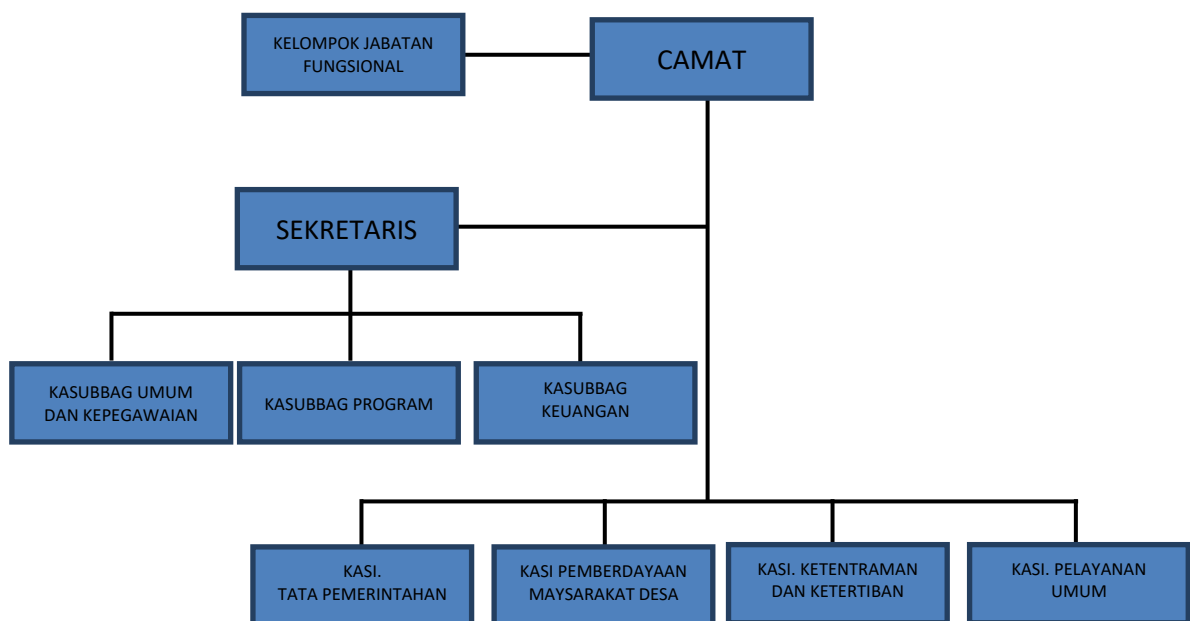 KELOMPOK JABATAN
FUNGSIONAL
CAMAT
SEKRETARIS
KASUBBAG UMUM
DAN KEPEGAWAIAN
KASUBBAG PROGRAM
KASUBBAG
KEUANGAN
KASI.
TATA PEMERINTAHAN
KASI PEMBERDAYAAN
MAYSARAKAT DESA
KASI. KETENTRAMAN
DAN KETERTIBAN
KASI. PELAYANAN
UMUM